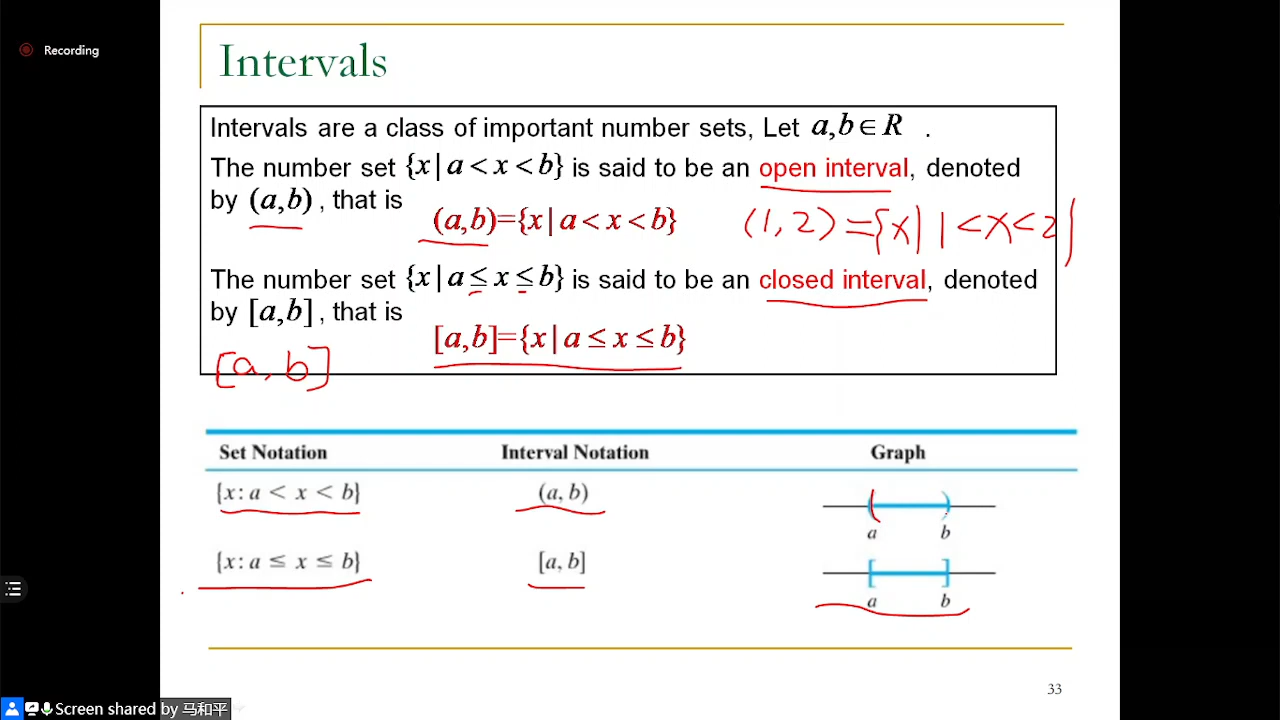 Recording
Intervals
Intervals are a class of important number sets, Let a,b∈R .
The number set {x|a<x<b} is said to be an open interval, denoted
by (a,b) , that is
(a,b)={x|a<x<b}
(1,2)={x|1<x<2}
The number set {x|a≤x≤b} is said to be an closed interval, denoted
by [a,b] , that is
[a,b]={x|a≤x≤b}
[a,b]
Set Notation Interval Notation Graph
{x: a < x < b} (a, b) a b
{x: a ≤ x ≤ b} [a, b] a b
33
Screen shared by 马和平